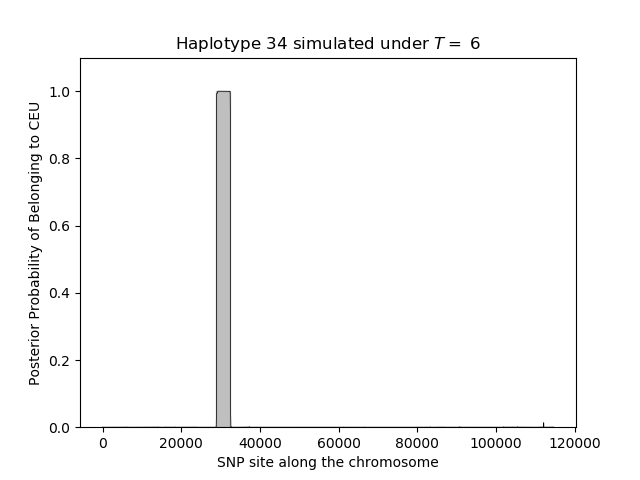 Haplotype 34 simulated under T = 6
Posterior Probability of Belonging to CEU
1.0
0.8
0.6
0.4
0.2
0.0
0 20000 40000 60000 80000 100000 120000
SNP site along the chromosome